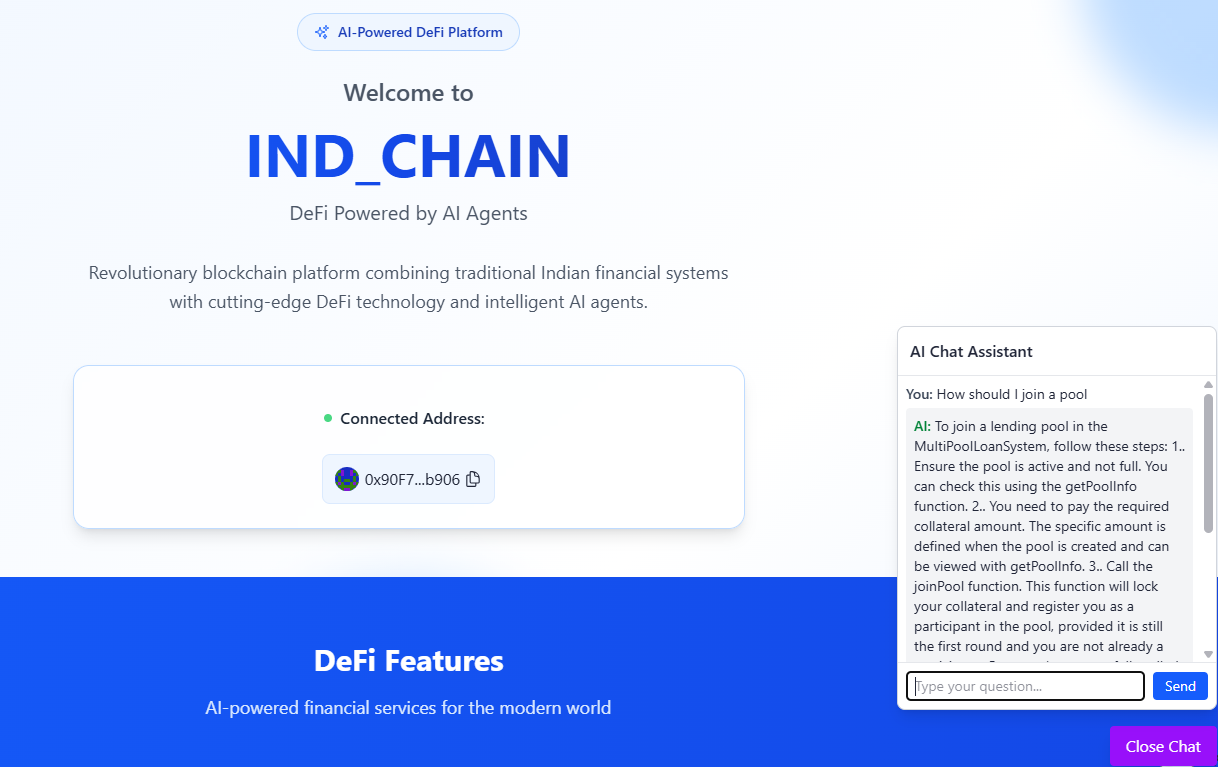 AI-Powered DeFi Platform
Welcome to
IND_CHAIN
DeFi Powered by AI Agents
Revolutionary blockchain platform combining traditional Indian financial systems
with cutting-edge DeFi technology and intelligent AI agents.
Connected Address:
0x90F7...b906
DeFi Features
AI-powered financial services for the modern world
AI Chat Assistant
You: How should I join a pool
AI: To join a lending pool in the
MultiPoolLoanSystem, follow these steps: 1..
Ensure the pool is active and not full. You
can check this using the getPoolInfo
function. 2.. You need to pay the required
collateral amount. The specific amount is
defined when the pool is created and can
be viewed with getPoolInfo. 3.. Call the
joinPool function. This function will lock
your collateral and register you as a
participant in the pool, provided it is still
the first round and you are not already a
Type your question...
Send
Close Chat